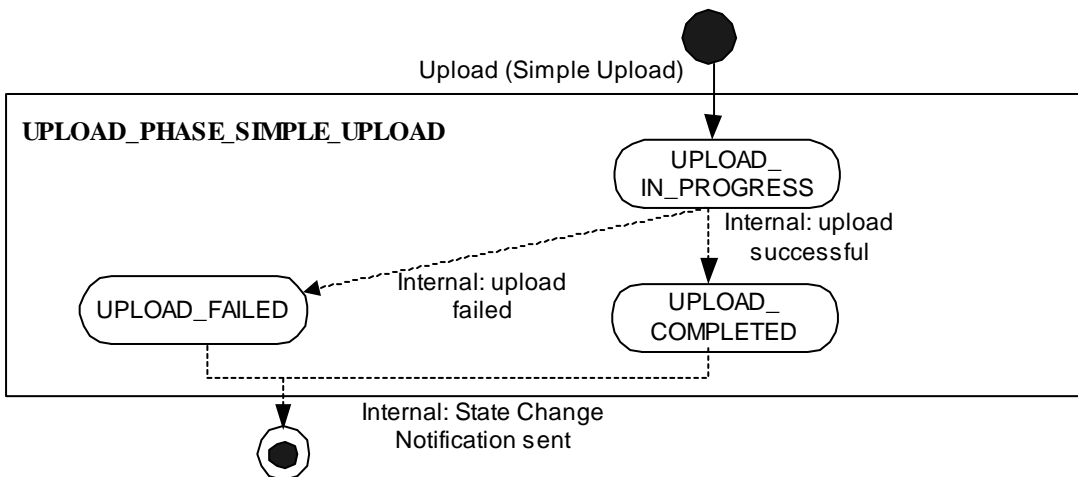 Upload (Simple Upload)
UPLOAD_PHASE_SIMPLE_UPLOAD
UPLOAD_
IN_PROGRESS
Internal: upload
successful
Internal: upload
failed
UPLOAD_FAILED
UPLOAD_
COMPLETED
Internal: State Change
Notification sent